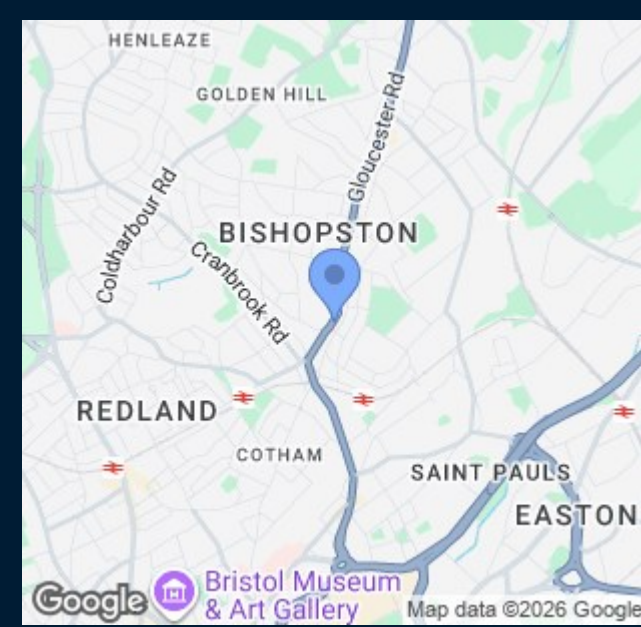 HENLEAZE
GOLDEN HILL
Gloucester Rd
Coldharbour Rd
BISHOPSTON
Cranbrook Rd
REDLAND
COTHAM
SAINT PAULS
EASTON
Bristol Museum
& Art Gallery
Google
Map data ©2026 Google